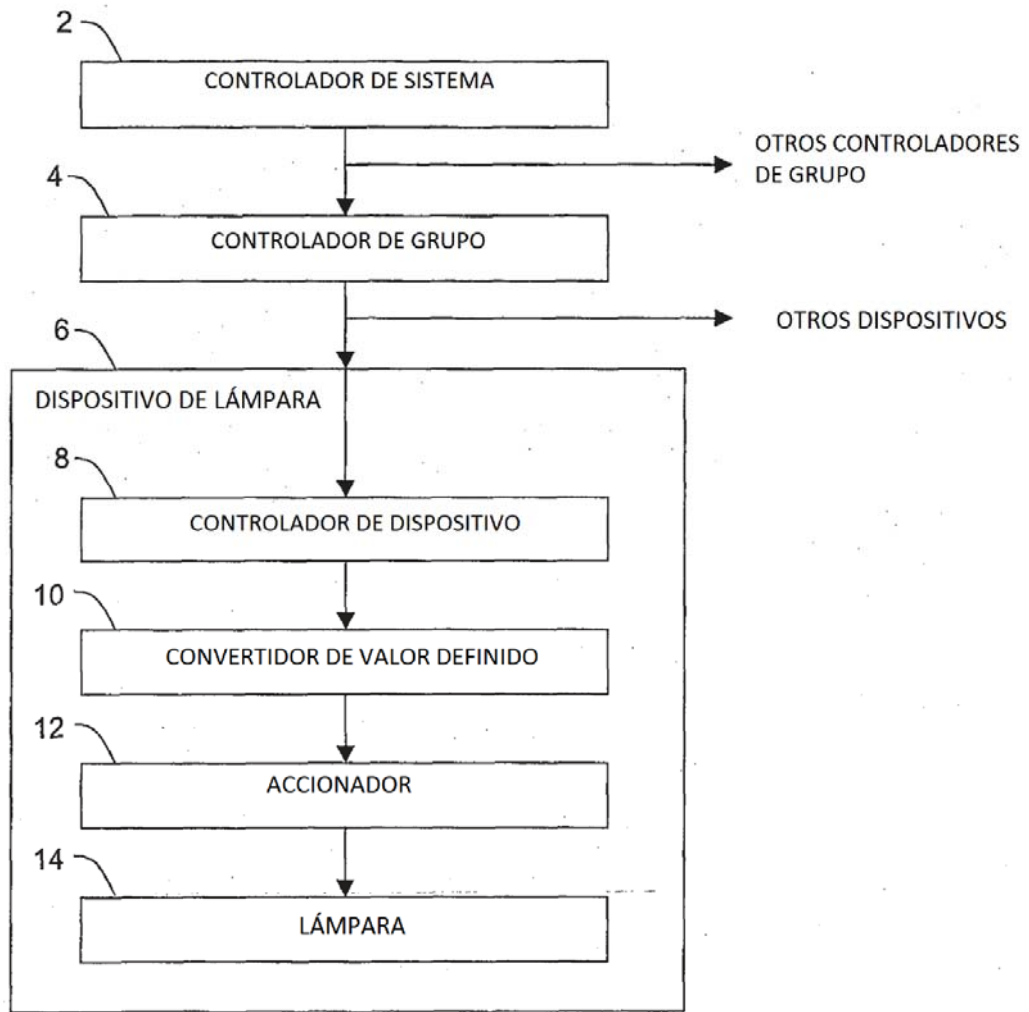 2
CONTROLADOR DE SISTEMA
OTROS CONTROLADORES
DE GRUPO
4
CONTROLADOR DE GRUPO
OTROS DISPOSITIVOS
6
DISPOSITIVO DE LÁMPARA
8
CONTROLADOR DE DISPOSITIVO
10
CONVERTIDOR DE VALOR DEFINIDO
12
ACCIONADOR
14
LÁMPARA